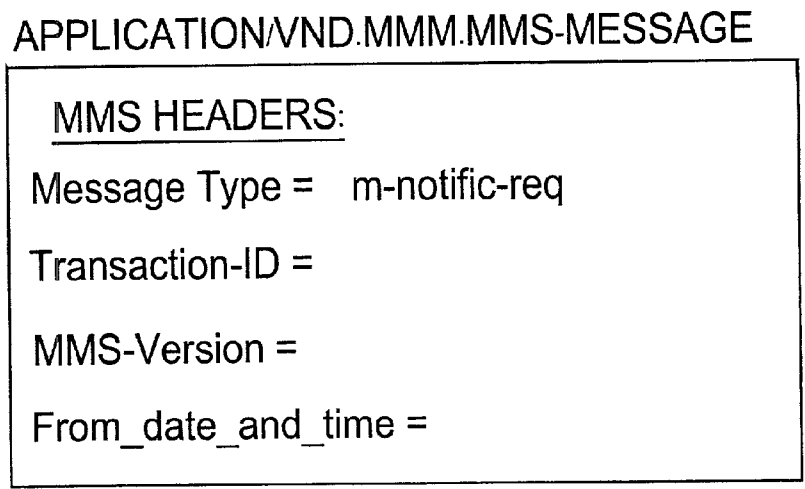 APPLICATION/VND.MMM.MMS-MESSAGE
MMS HEADERS:
Message Type = m-notific-req
Transaction-ID =
MMS-Version =
From_date_and_time =